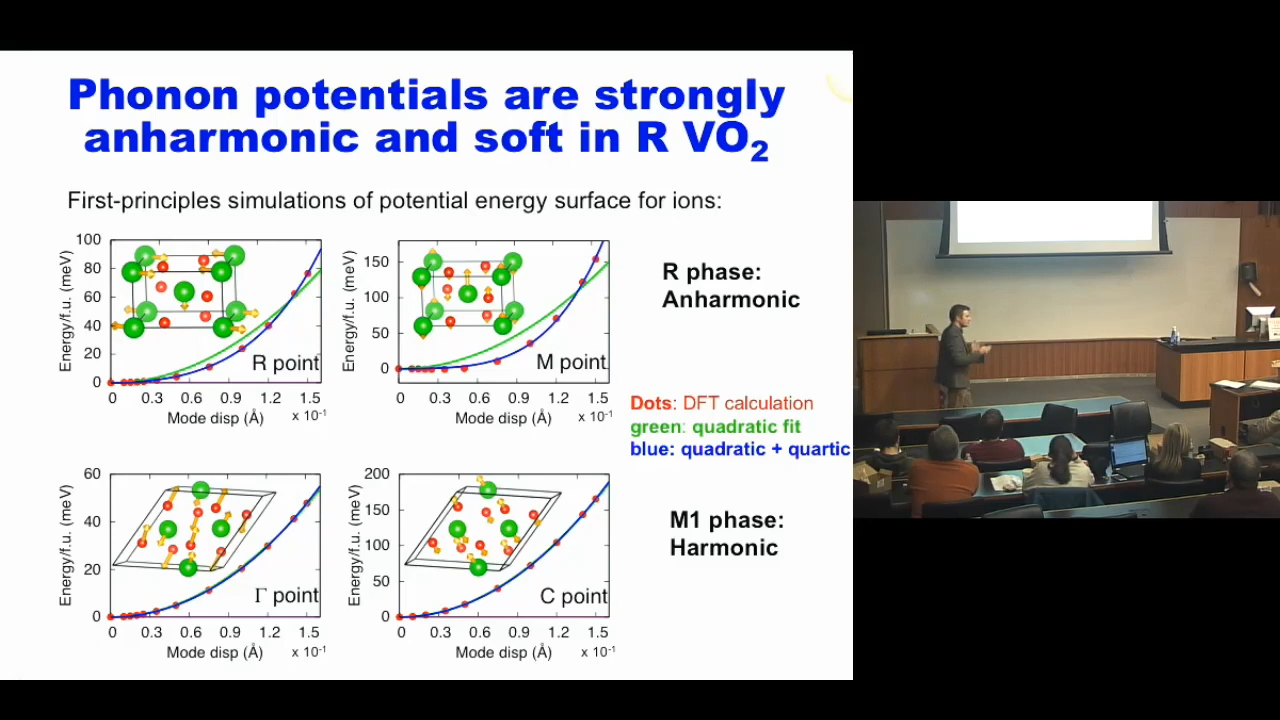 Phonon potentials are strongly
anharmonic and soft in R VO2
First-principles simulations of potential energy surface for ions:
Energy/f.u. (meV)
100
80
60
40
20
0
R point
0 0.3 0.6 0.9 1.2 1.5
Mode disp (Å) x 10-1
Energy/f.u. (meV)
150
100
50
0
M point
0 0.3 0.6 0.9 1.2 1.5
Mode disp (Å) x 10-1
R phase:
Anharmonic
Dots: DFT calculation
green: quadratic fit
blue: quadratic + quartic
Energy/f.u. (meV)
60
40
20
0
Γ point
0 0.3 0.6 0.9 1.2 1.5
Mode disp (Å) x 10-1
Energy/f.u. (meV)
200
150
100
50
0
C point
0 0.3 0.6 0.9 1.2 1.5
Mode disp (Å) x 10-1
M1 phase:
Harmonic